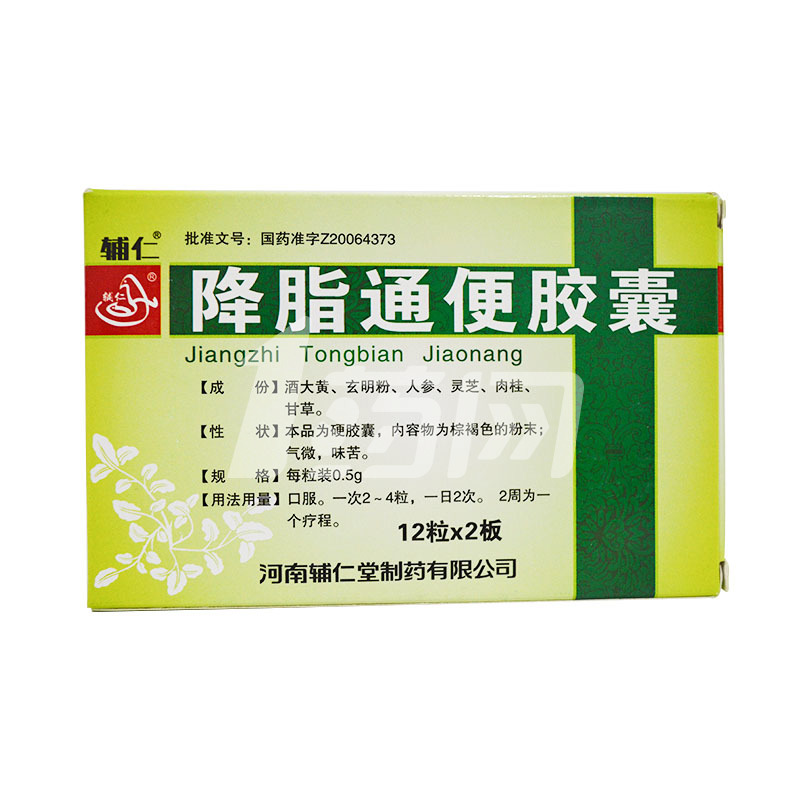 辅仁®
批准文号：国药准字Z20064373
辅仁®
降脂通便胶囊
Jiangzhi Tongbian Jiaonang
【成 份】酒大黄、玄明粉、人参、灵芝、肉桂、
甘草。
【性 状】本品为硬胶囊，内容物为棕褐色的粉末；
气微，味苦。
【规 格】每粒装0.5g
【用法用量】口服。一次2～4粒，一日2次。 2周为一
个疗程。
12粒x2板
河南辅仁堂制药有限公司
1药网